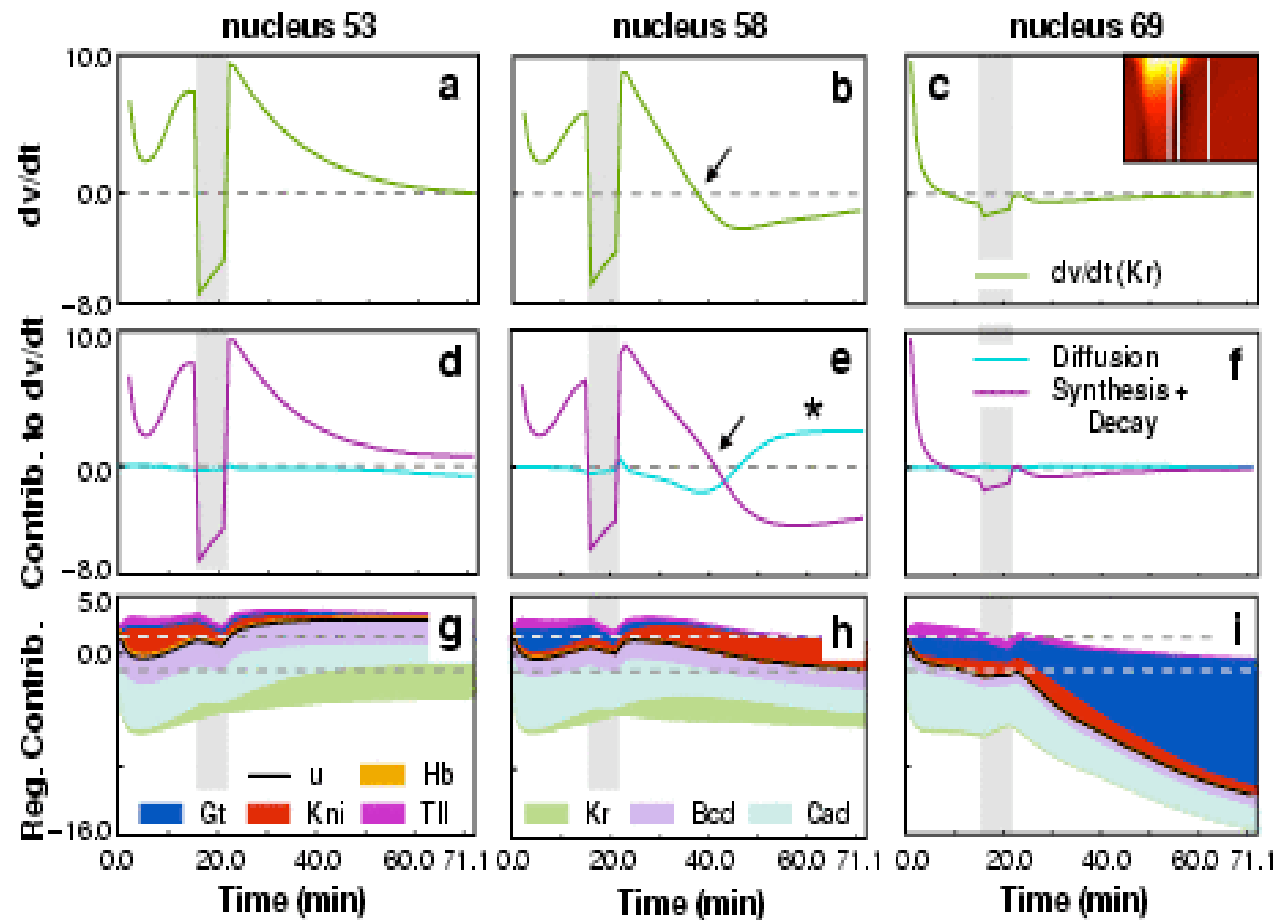 nucleus 53
nucleus 58
nucleus 69
dv/dt
10.0
0.0
−8.0
a
b
c
dv/dt (Kr)
Contrib. to dv/dt
10.0
0.0
−8.0
d
e
*
f
Diffusion
Synthesis +
Decay
Reg. Contrib.
5.0
0.0
−16.0
g
h
i
u
Hb
Gt
Kni
Tll
Kr
Bcd
Cad
0.0 20.0 40.0 60.0 71.1
0.0 20.0 40.0 60.0 71.1
0.0 20.0 40.0 60.0 71.1
Time (min)
Time (min)
Time (min)